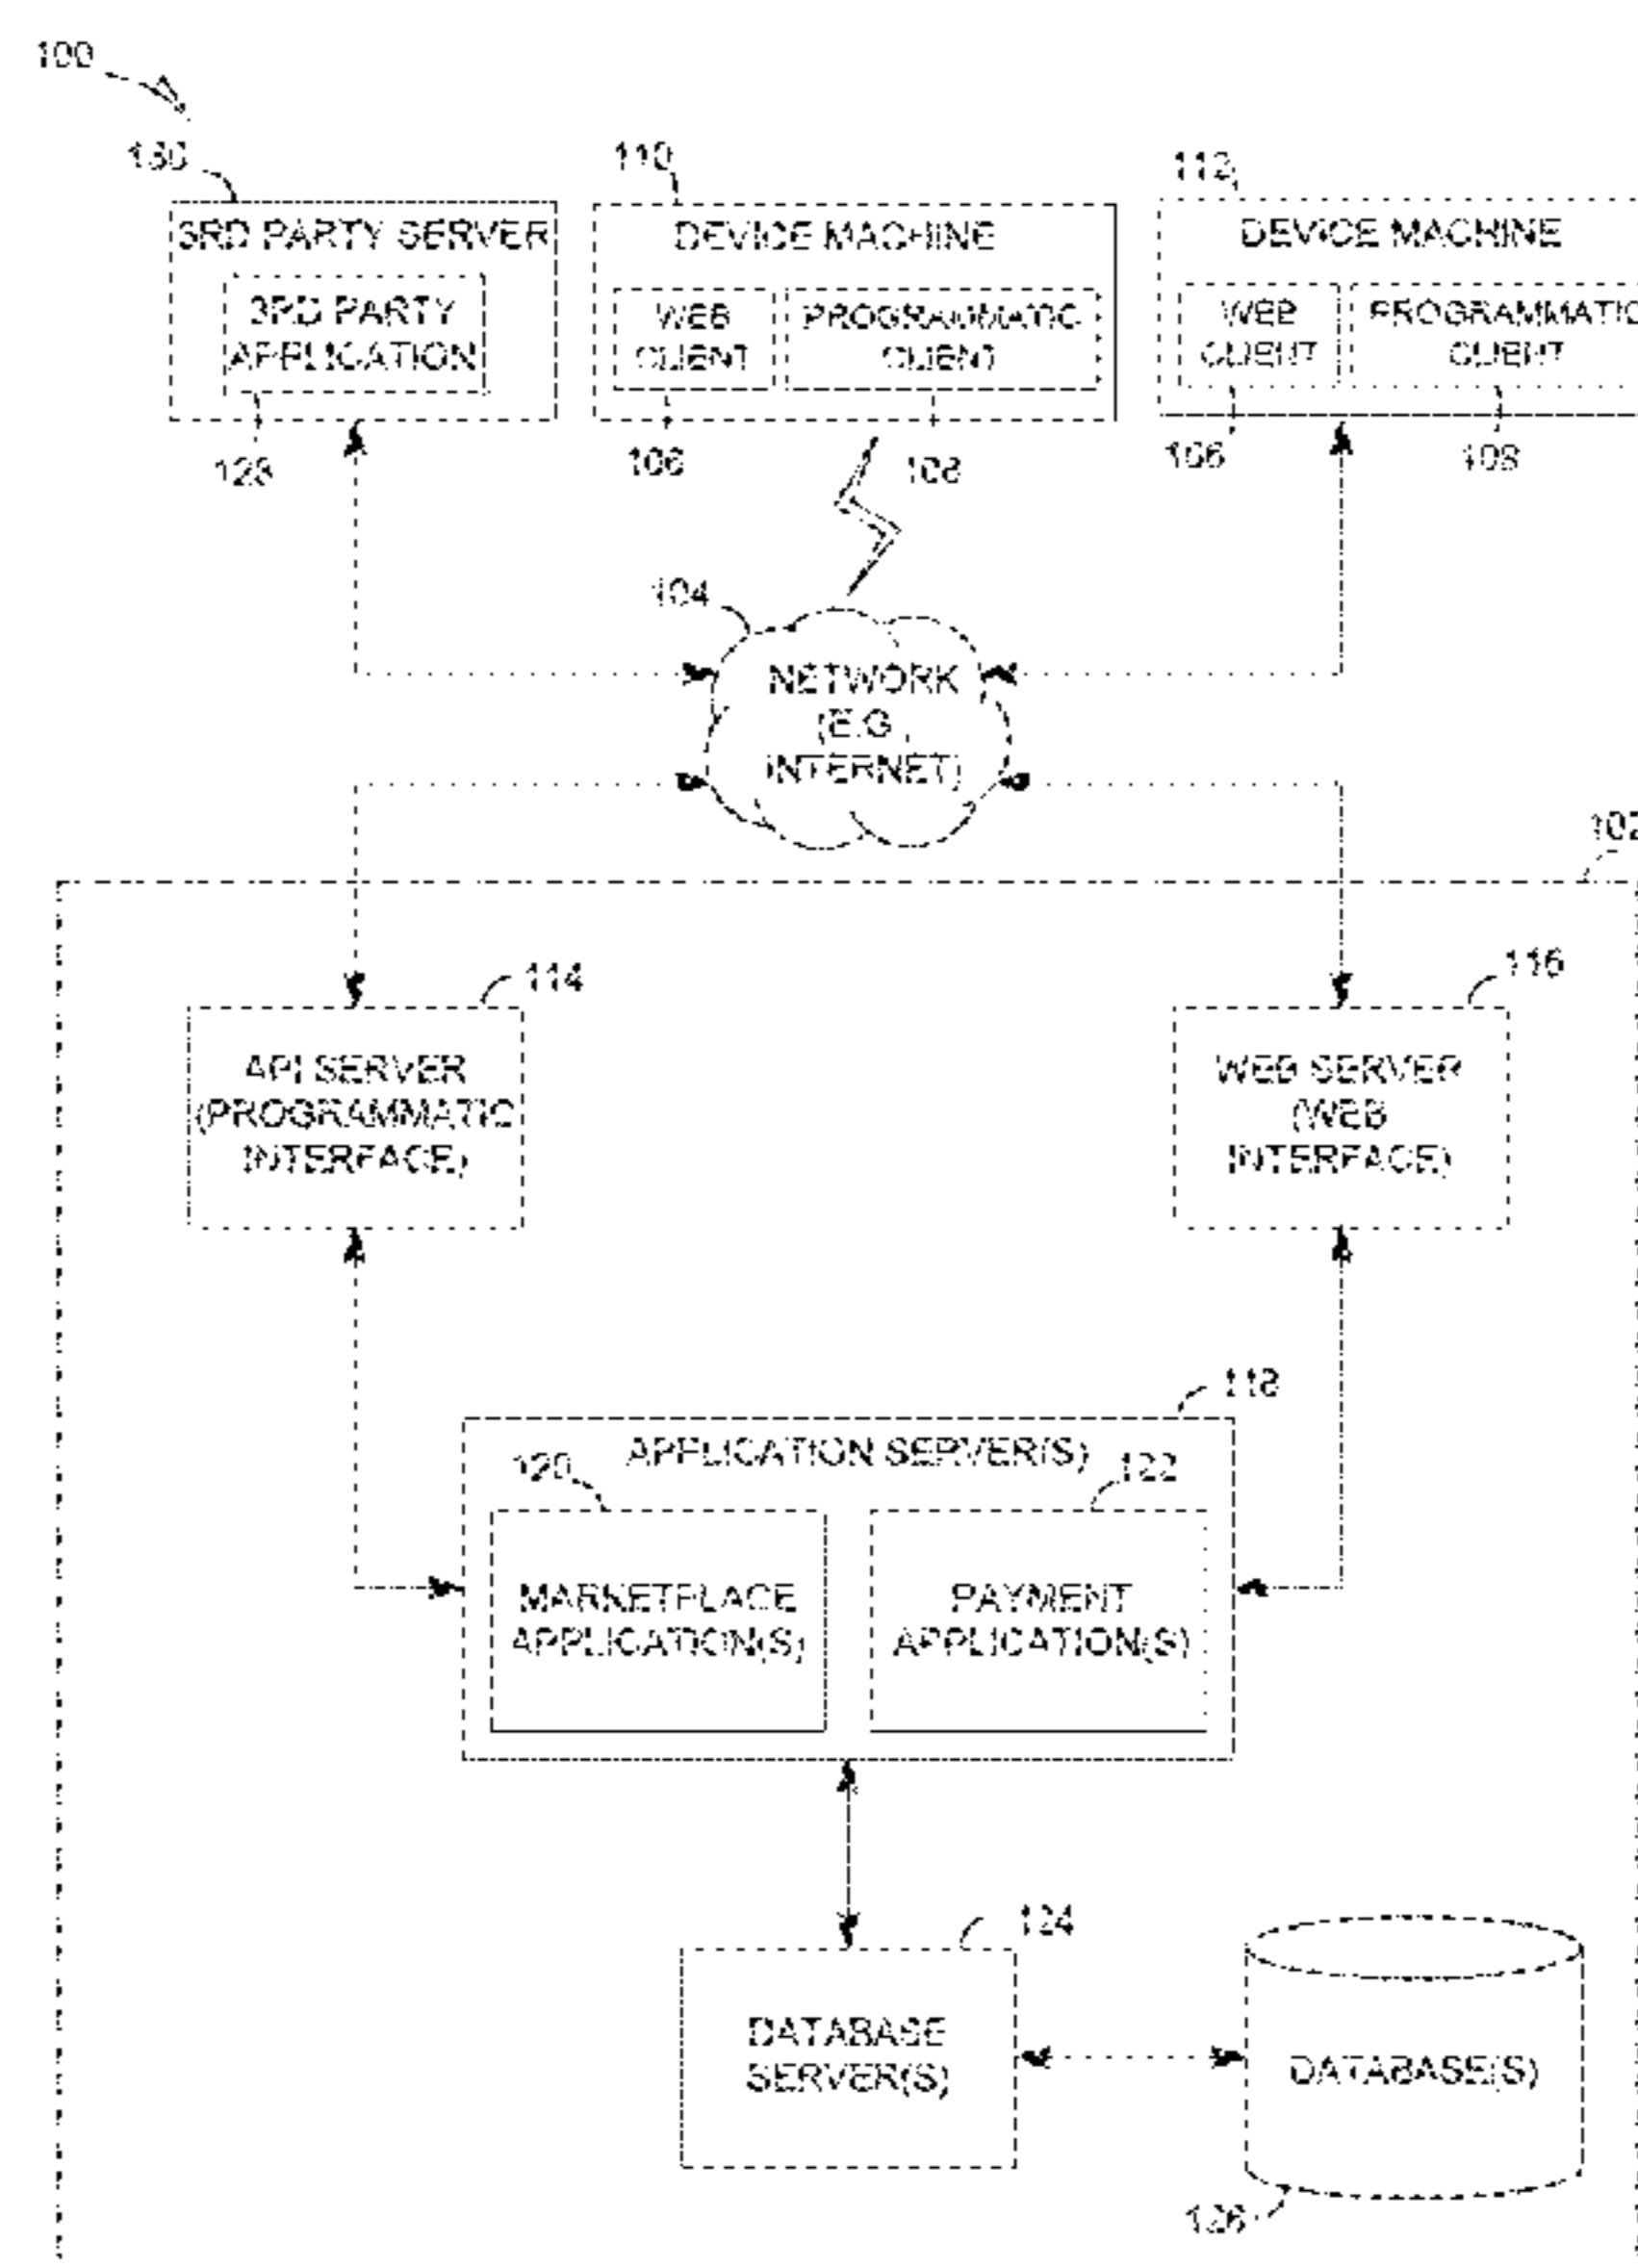 100
130
3RD PARTY SERVER
3RD PARTY
APPLICATION
128
110
DEVICE MACHINE
WEB
CLIENT
PROGRAMMATIC
CLIENT
106
108
112
DEVICE MACHINE
WEB
CLIENT
PROGRAMMATIC
CLIENT
106
108
104
NETWORK
(E.G.,
INTERNET)
102
114
API SERVER
(PROGRAMMATIC
INTERFACE)
116
WEB SERVER
(WEB
INTERFACE)
118
APPLICATION SERVER(S)
120
MARKETPLACE
APPLICATION(S)
122
PAYMENT
APPLICATION(S)
124
DATABASE
SERVER(S)
DATABASE(S)
126